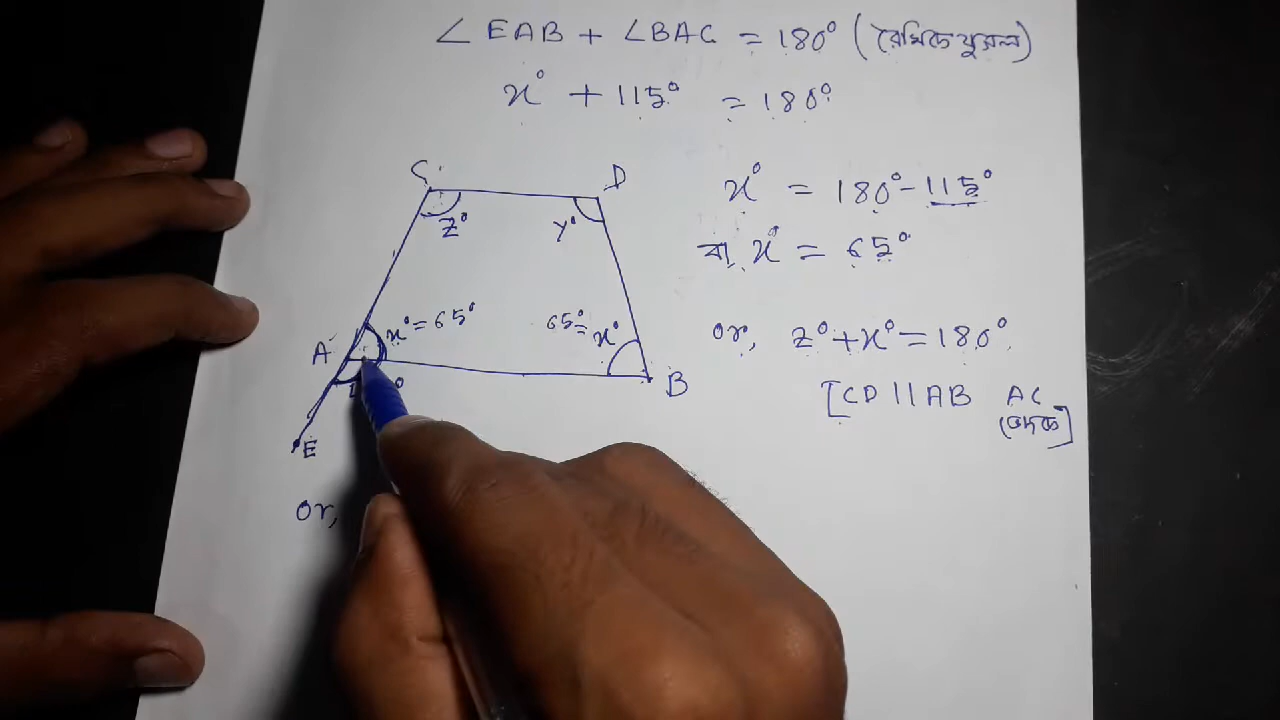 ∠EAB + ∠BAC = 180° (রৈখিক যুগল)
x° + 115° = 180°
C
D
z°
y°
x° = 180° - 115°
বা, x° = 65°
x° = 65°
65° = x°
A
B
or, z° + x° = 180°
[CD || AB AC
ছেদক]
E
or,